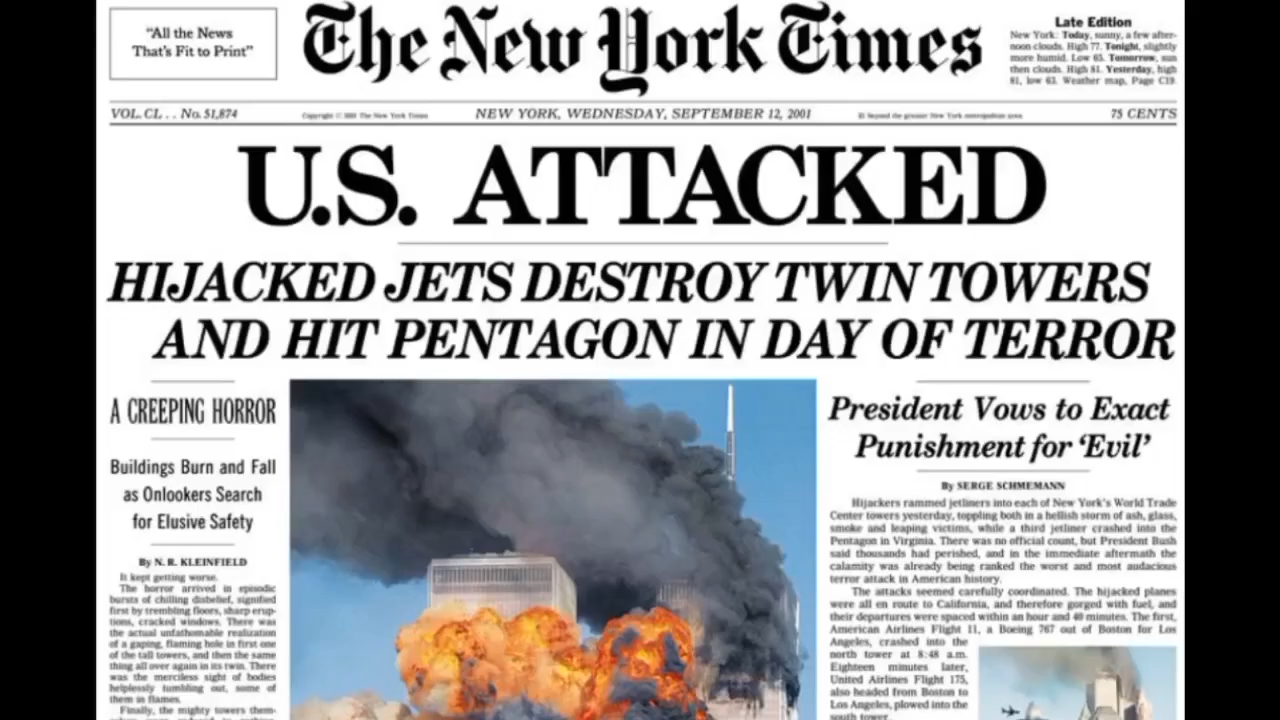 "All the News
That's Fit to Print"
The New York Times
Late Edition
New York: Today, sunny, a few after-
noon clouds. High 77. Tonight, slightly
more humid. Low 65. Tomorrow, sun
then clouds. High 81. Yesterday, high
81, low 63. Weather map, Page C19.
VOL. CL . . No. 51,874
Copyright © 2001 The New York Times
NEW YORK, WEDNESDAY, SEPTEMBER 12, 2001
$1 beyond the greater New York metropolitan area.
75 CENTS
U.S. ATTACKED
HIJACKED JETS DESTROY TWIN TOWERS
AND HIT PENTAGON IN DAY OF TERROR
A CREEPING HORROR
Buildings Burn and Fall
as Onlookers Search
for Elusive Safety
By N. R. KLEINFIELD
It kept getting worse.
The horror arrived in episodic
bursts of chilling disbelief, signified
first by trembling floors, sharp erup-
tions, cracked windows. There was
the actual unfathomable realization
of a gaping, flaming hole in first one
of the tall towers, and then the same
thing all over again in its twin. There
was the merciless sight of bodies
helplessly tumbling out, some of
them in flames.
Finally, the mighty towers them-
President Vows to Exact
Punishment for 'Evil'
By SERGE SCHMEMANN
Hijackers rammed jetliners into each of New York's World Trade
Center towers yesterday, toppling both in a hellish storm of ash, glass,
smoke and leaping victims, while a third jetliner crashed into the
Pentagon in Virginia. There was no official count, but President Bush
said thousands had perished, and in the immediate aftermath the
calamity was already being ranked the worst and most audacious
terror attack in American history.
The attacks seemed carefully coordinated. The hijacked planes
were all en route to California, and therefore gorged with fuel, and
their departures were spaced within an hour and 40 minutes. The first,
American Airlines Flight 11, a Boeing 767 out of Boston for Los
Angeles, crashed into the
north tower at 8:48 a.m.
Eighteen minutes later,
United Airlines Flight 175,
also headed from Boston to
Los Angeles, plowed into the
south tower.